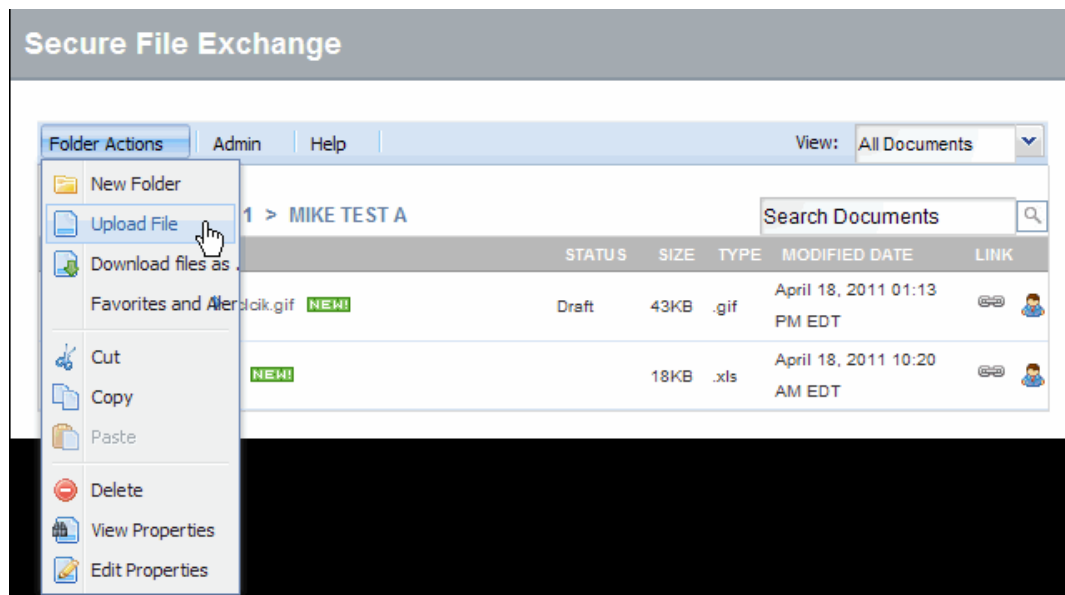 Secure File Exchange
Folder Actions Admin Help View: All Documents
New Folder
Upload File 1 > MIKE TEST A Search Documents
STATUS SIZE TYPE MODIFIED DATE LINK
Download files as .
Favorites and Aler .gif NEW! Draft 43KB .gif April 18, 2011 01:13
PM EDT
Cut NEW! 18KB .xls April 18, 2011 10:20
AM EDT
Copy
Paste
Delete
View Properties
Edit Properties